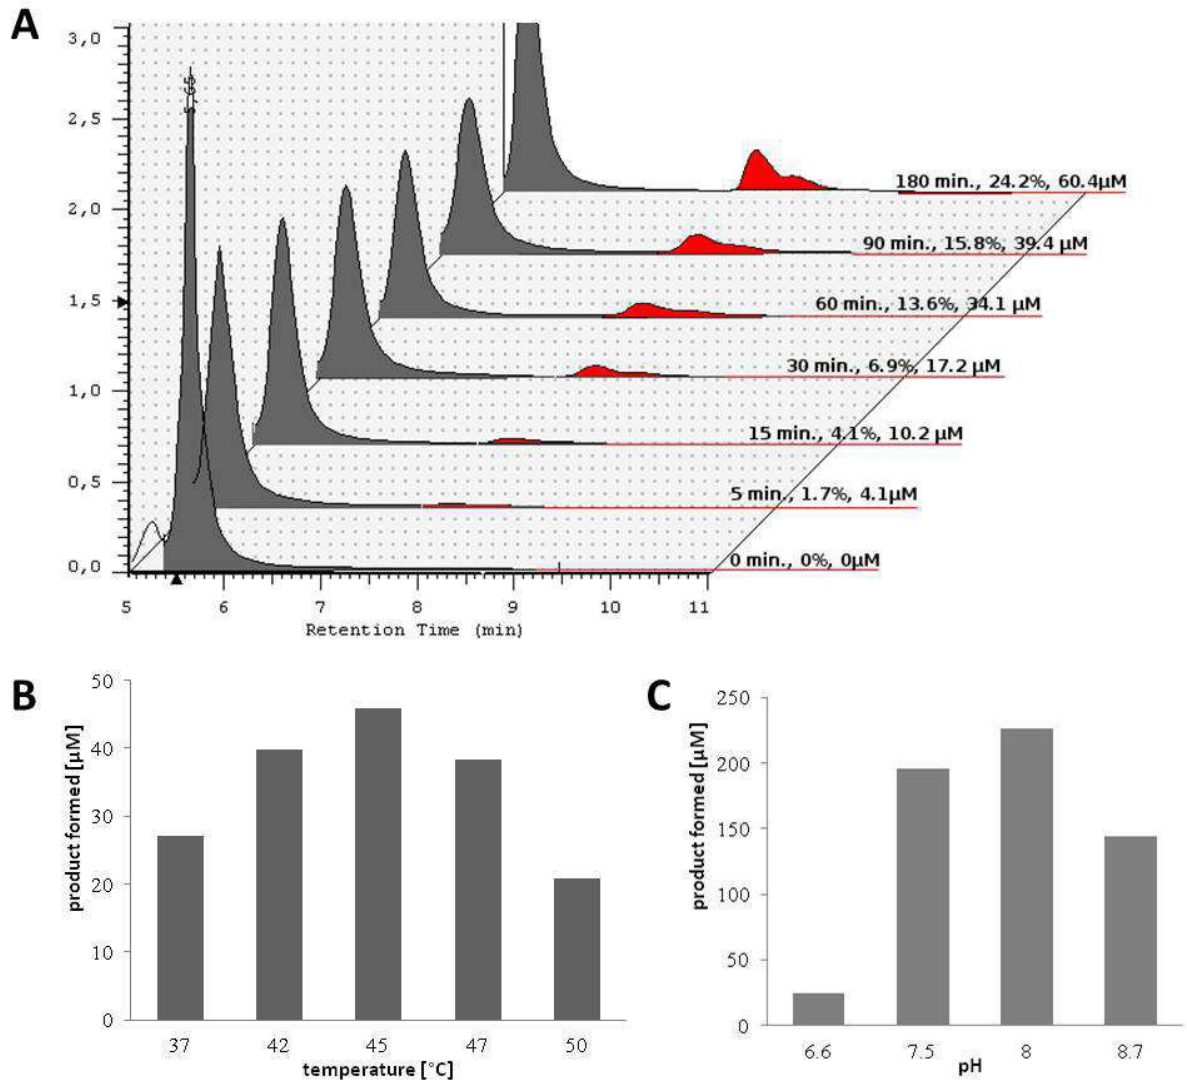 A
3,0
2,5
2,0
1,5
1,0
0,5
0,0
5,65
180 min., 24.2%, 60.4µM
90 min., 15.8%, 39.4 µM
60 min., 13.6%, 34.1 µM
30 min., 6.9%, 17.2 µM
15 min., 4.1%, 10.2 µM
5 min., 1.7%, 4.1µM
0 min., 0%, 0µM
5 6 7 8 9 10 11
Retention Time (min)
B
product formed [µM]
50
40
30
20
10
0
37 42 45 47 50
temperature [°C]
C
product formed [µM]
250
200
150
100
50
0
6.6 7.5 8 8.7
pH